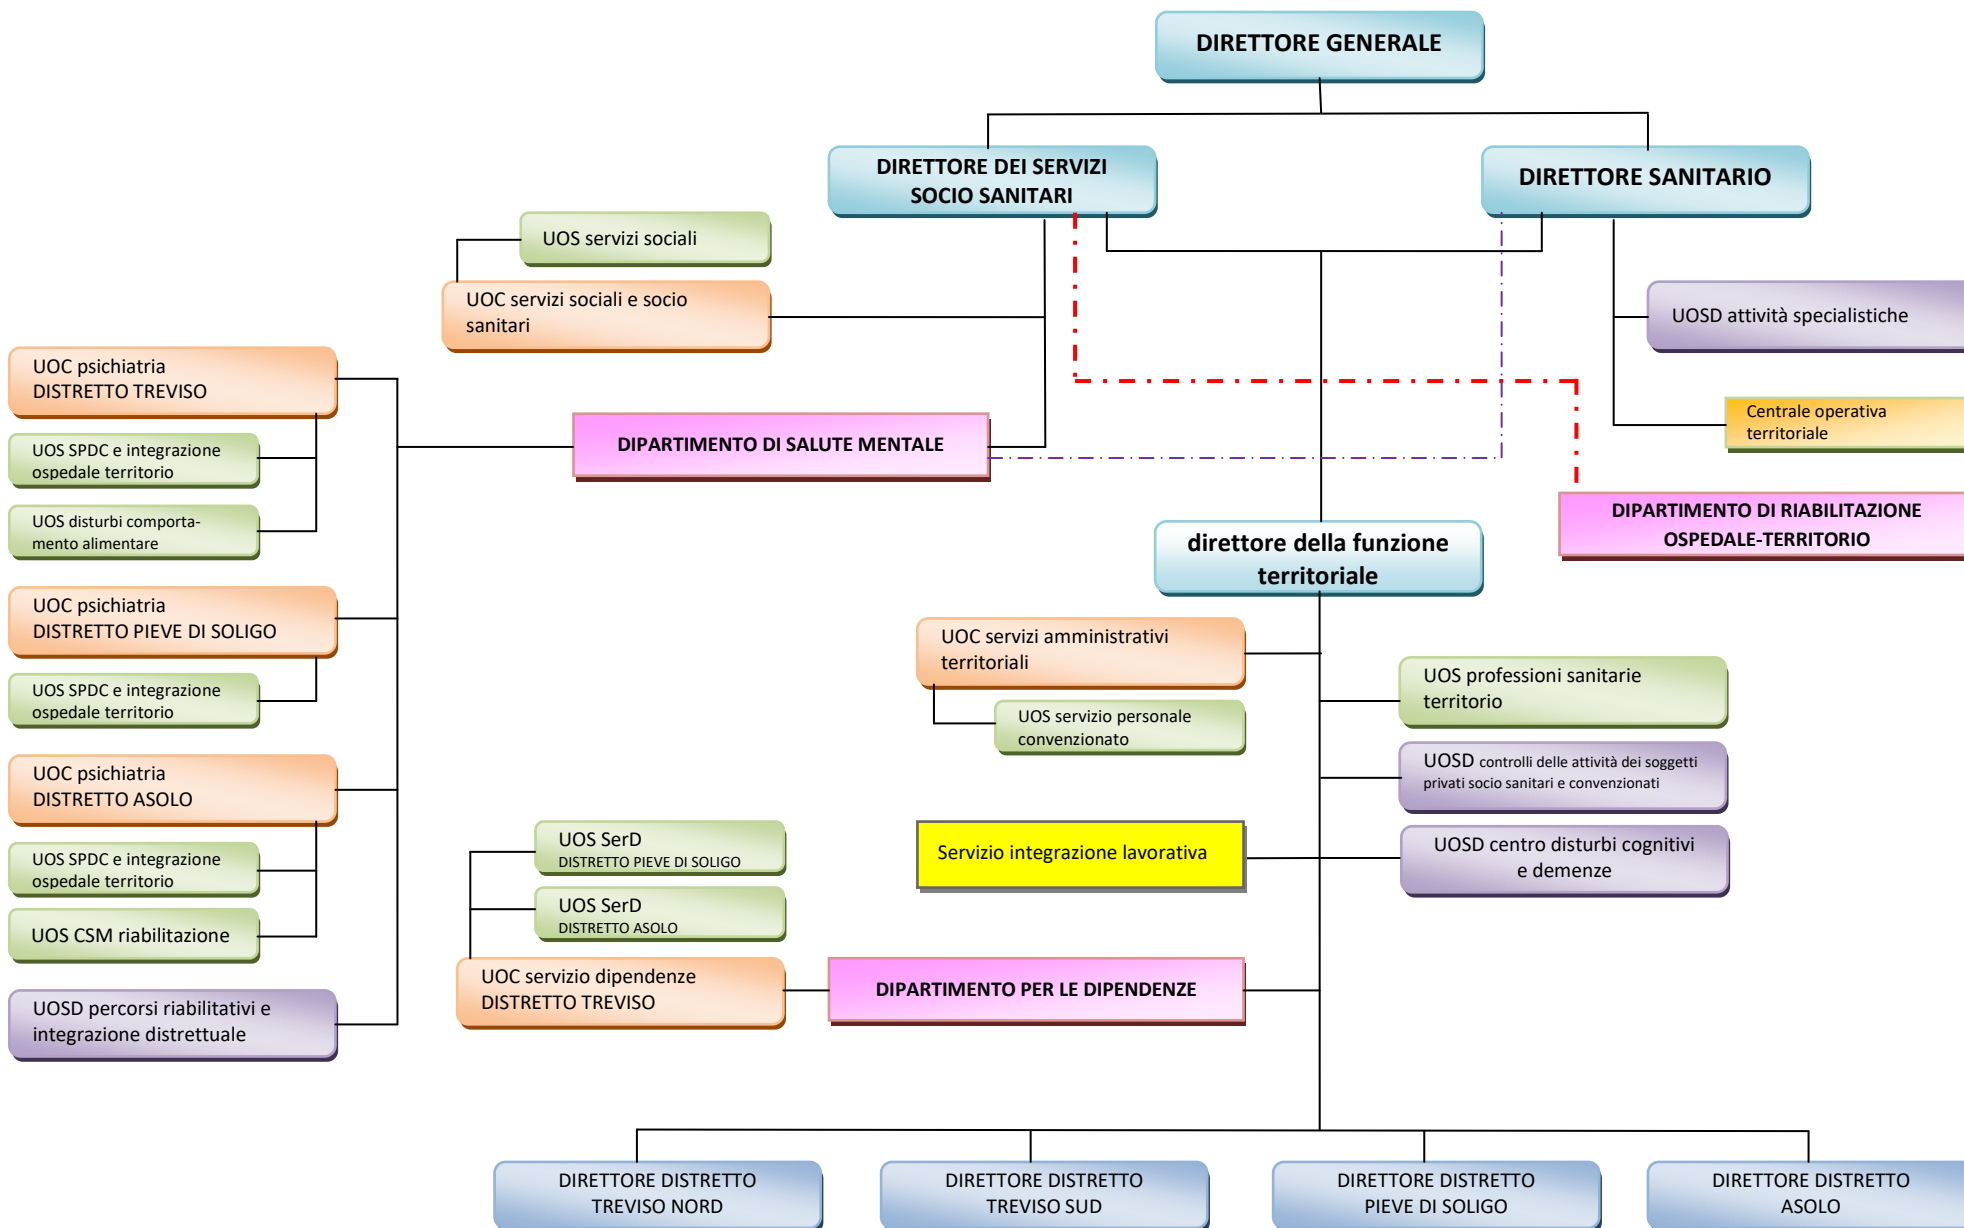 DIRETTORE GENERALE
DIRETTORE DEI SERVIZI
SOCIO SANITARI
DIRETTORE SANITARIO
UOS servizi sociali
UOC servizi sociali e socio
sanitari
UOSD attività specialistiche
UOC psichiatria
DISTRETTO TREVISO
UOS SPDC e integrazione
ospedale territorio
UOS disturbi comporta-
mento alimentare
DIPARTIMENTO DI SALUTE MENTALE
Centrale operativa
territoriale
DIPARTIMENTO DI RIABILITAZIONE
OSPEDALE-TERRITORIO
direttore della funzione
territoriale
UOC psichiatria
DISTRETTO PIEVE DI SOLIGO
UOS SPDC e integrazione
ospedale territorio
UOC servizi amministrativi
territoriali
UOS servizio personale
convenzionato
UOS professioni sanitarie
territorio
UOC psichiatria
DISTRETTO ASOLO
UOS SPDC e integrazione
ospedale territorio
UOS CSM riabilitazione
UOSD controlli delle attività dei soggetti
privati socio sanitari e convenzionati
UOS SerD
DISTRETTO PIEVE DI SOLIGO
UOS SerD
DISTRETTO ASOLO
Servizio integrazione lavorativa
UOSD centro disturbi cognitivi
e demenze
UOSD percorsi riabilitativi e
integrazione distrettuale
UOC servizio dipendenze
DISTRETTO TREVISO
DIPARTIMENTO PER LE DIPENDENZE
DIRETTORE DISTRETTO
TREVISO NORD
DIRETTORE DISTRETTO
TREVISO SUD
DIRETTORE DISTRETTO
PIEVE DI SOLIGO
DIRETTORE DISTRETTO
ASOLO